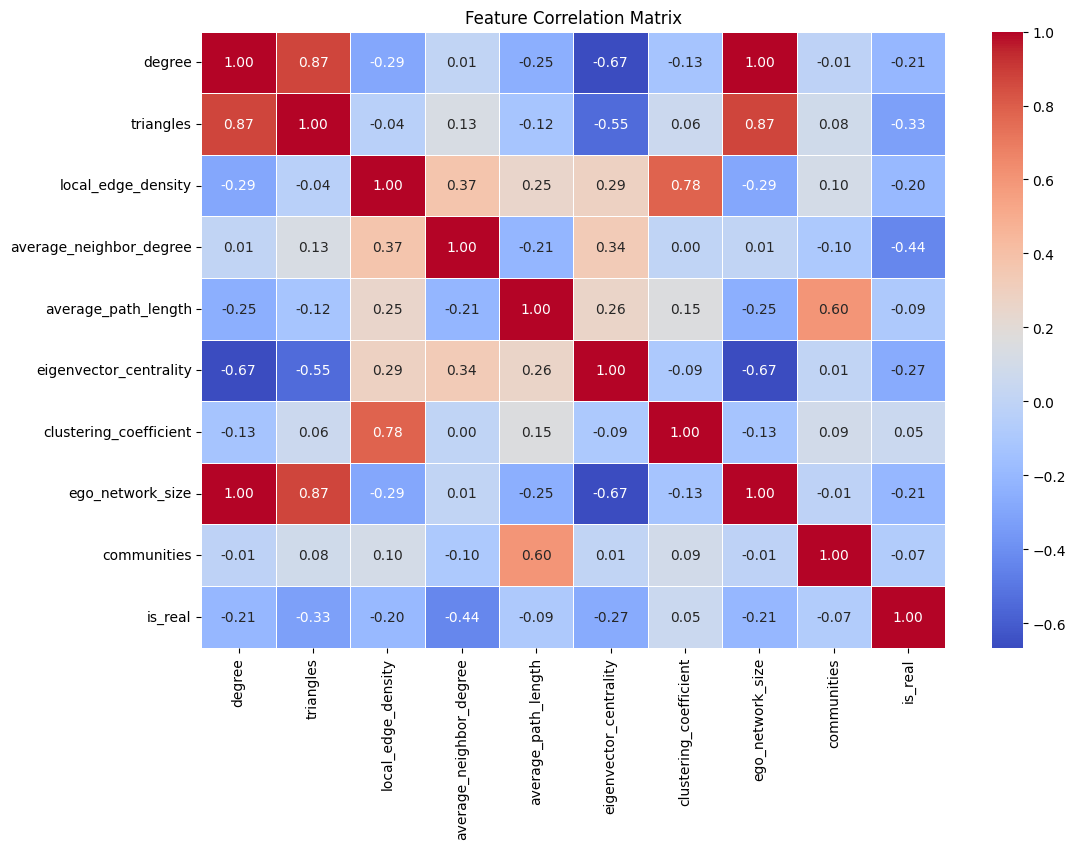 Feature Correlation Matrix
degree 1.00 0.87 -0.29 0.01 -0.25 -0.67 -0.13 1.00 -0.01 -0.21
triangles 0.87 1.00 -0.04 0.13 -0.12 -0.55 0.06 0.87 0.08 -0.33
local_edge_density -0.29 -0.04 1.00 0.37 0.25 0.29 0.78 -0.29 0.10 -0.20
average_neighbor_degree 0.01 0.13 0.37 1.00 -0.21 0.34 0.00 0.01 -0.10 -0.44
average_path_length -0.25 -0.12 0.25 -0.21 1.00 0.26 0.15 -0.25 0.60 -0.09
eigenvector_centrality -0.67 -0.55 0.29 0.34 0.26 1.00 -0.09 -0.67 0.01 -0.27
clustering_coefficient -0.13 0.06 0.78 0.00 0.15 -0.09 1.00 -0.13 0.09 0.05
ego_network_size 1.00 0.87 -0.29 0.01 -0.25 -0.67 -0.13 1.00 -0.01 -0.21
communities -0.01 0.08 0.10 -0.10 0.60 0.01 0.09 -0.01 1.00 -0.07
is_real -0.21 -0.33 -0.20 -0.44 -0.09 -0.27 0.05 -0.21 -0.07 1.00
degree
triangles
local_edge_density
average_neighbor_degree
average_path_length
eigenvector_centrality
clustering_coefficient
ego_network_size
communities
is_real
1.0
0.8
0.6
0.4
0.2
0.0
−0.2
−0.4
−0.6